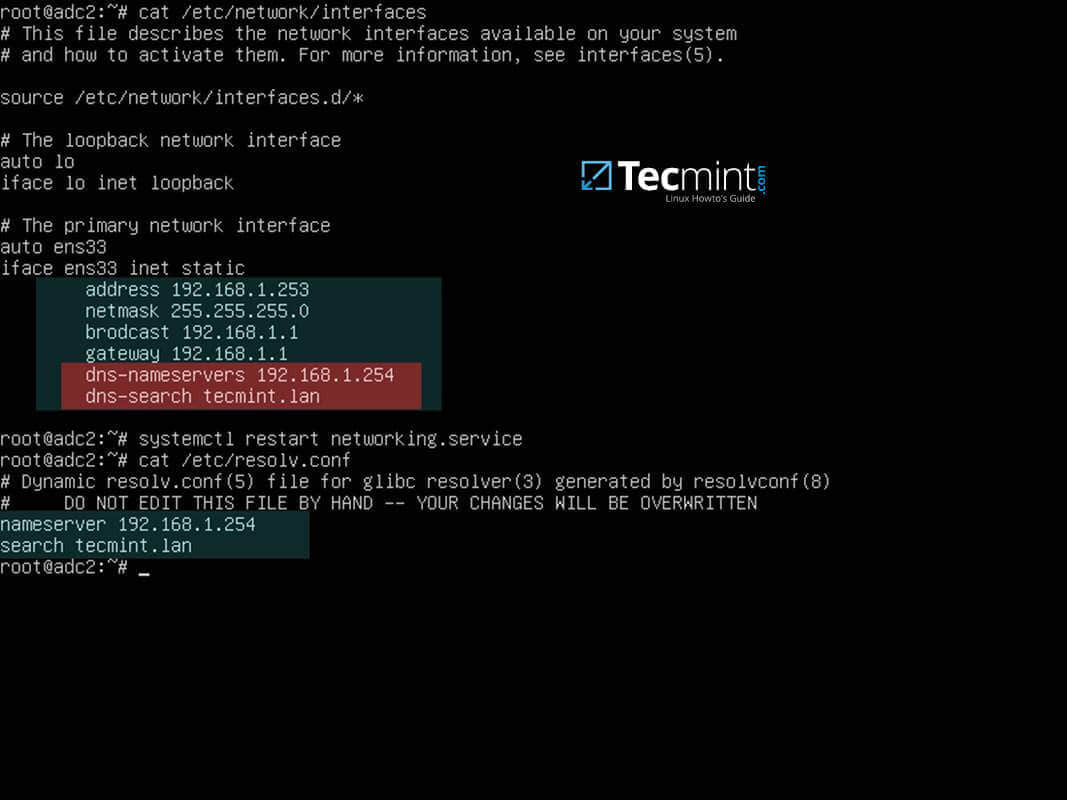 root@adc2:~# cat /etc/network/interfaces
# This file describes the network interfaces available on your system
# and how to activate them. For more information, see interfaces(5).
source /etc/network/interfaces.d/*
# The loopback network interface
auto lo
iface lo inet loopback
Tecmint.com
Linux Howto's Guide
# The primary network interface
auto ens33
iface ens33 inet static
address 192.168.1.253
netmask 255.255.255.0
brodcast 192.168.1.1
gateway 192.168.1.1
dns-nameservers 192.168.1.254
dns-search tecmint.lan
root@adc2:~# systemctl restart networking.service
root@adc2:~# cat /etc/resolv.conf
# Dynamic resolv.conf(5) file for glibc resolver(3) generated by resolvconf(8)
#     DO NOT EDIT THIS FILE BY HAND -- YOUR CHANGES WILL BE OVERWRITTEN
nameserver 192.168.1.254
search tecmint.lan
root@adc2:~# _